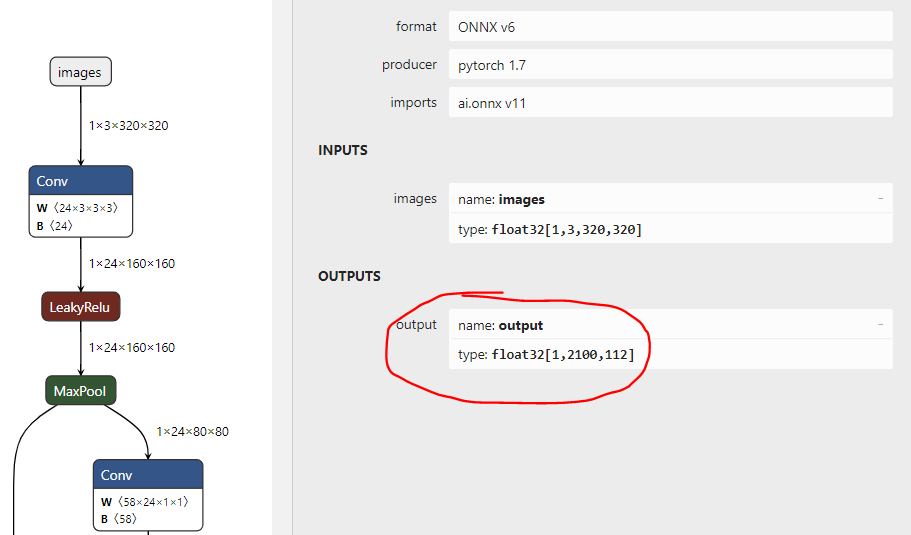 images
1×3×320×320
Conv
W 〈24×3×3×3〉
B 〈24〉
1×24×160×160
LeakyRelu
1×24×160×160
MaxPool
1×24×80×80
Conv
W 〈58×24×1×1〉
B 〈58〉
format ONNX v6
producer pytorch 1.7
imports ai.onnx v11
INPUTS
images name: images -
type: float32[1,3,320,320]
OUTPUTS
output name: output -
type: float32[1,2100,112]